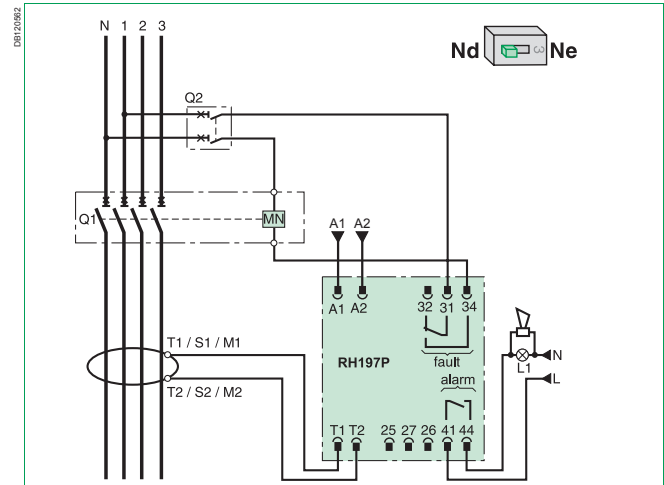 DB120562
N 1 2 3
Nd 3 Ne
Q2
Q1
MN
A1 A2
A1 A2 32 31 34
RH197P
fault
alarm
N
L1
L
T1 / S1 / M1
T2 / S2 / M2
T1 T2 25 27 26 41 44